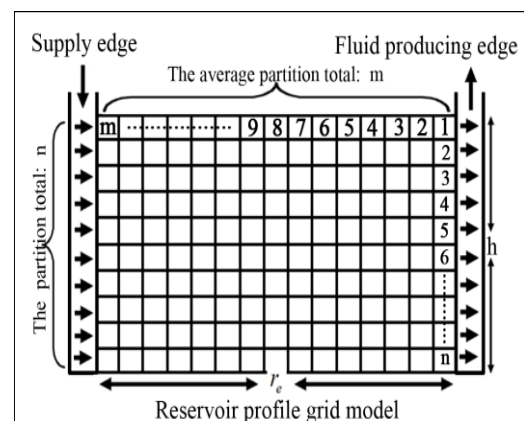 Supply edge
Fluid producing edge
The average partition total: m
m ............... 9 8 7 6 5 4 3 2 1
2
3
4
5
6
n
The partition total: n
h
r_e
Reservoir profile grid model